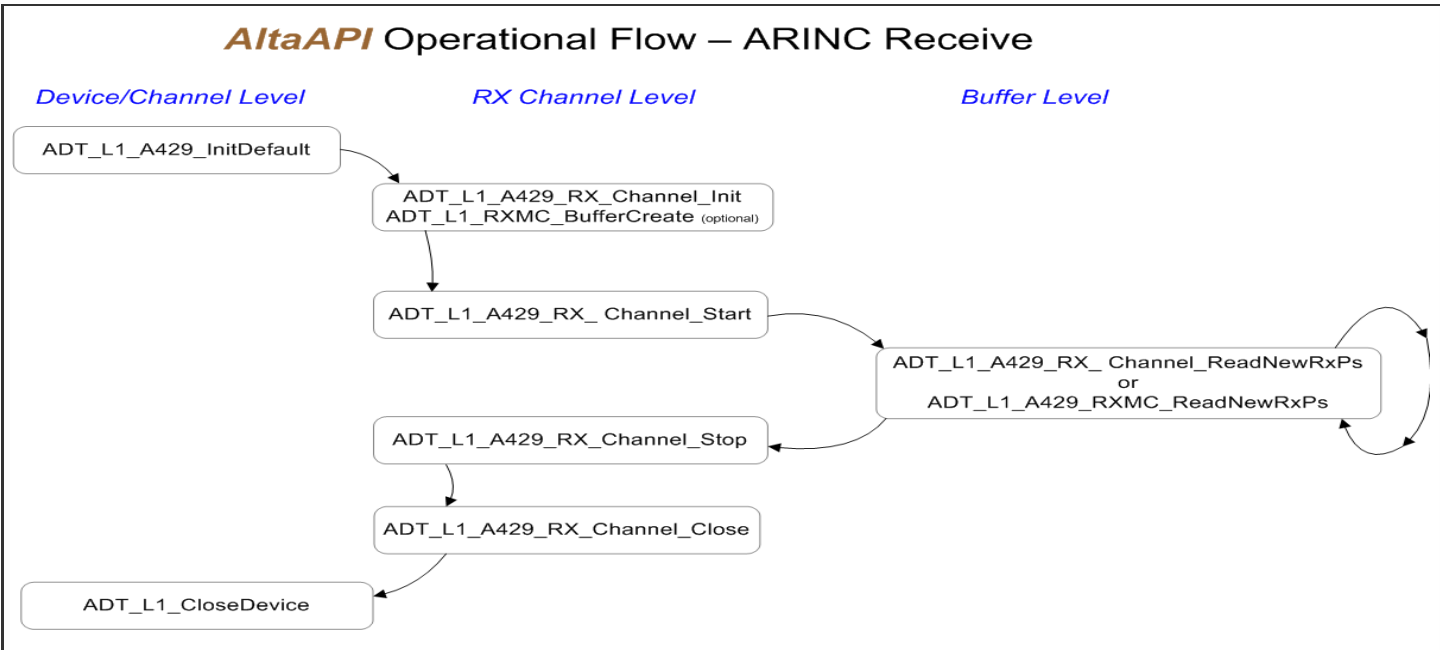 AltaAPI Operational Flow – ARINC Receive
Device/Channel Level
RX Channel Level
Buffer Level
ADT_L1_A429_InitDefault
ADT_L1_A429_RX_Channel_Init
ADT_L1_RXMC_BufferCreate (optional)
ADT_L1_A429_RX_ Channel_Start
ADT_L1_A429_RX_ Channel_ReadNewRxPs
or
ADT_L1_A429_RXMC_ReadNewRxPs
ADT_L1_A429_RX_Channel_Stop
ADT_L1_A429_RX_Channel_Close
ADT_L1_CloseDevice